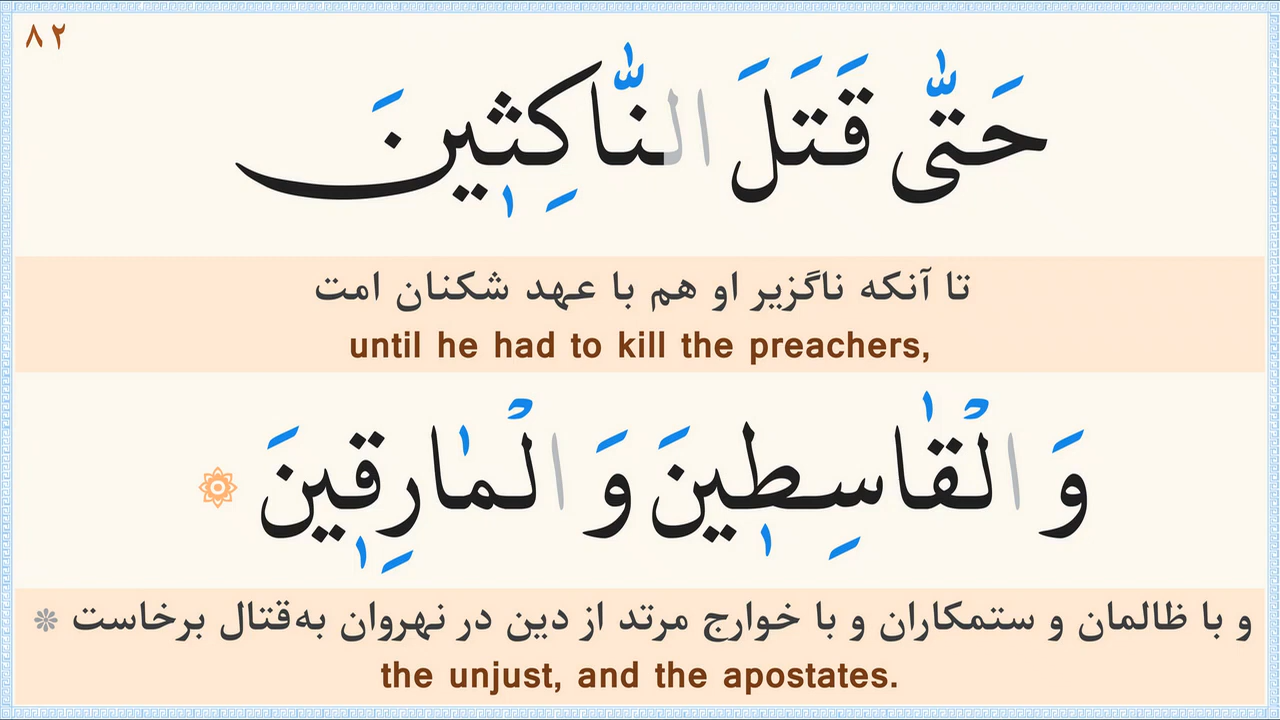 ۸۲
حَتّٰى قَتَلَ النّٰاكِثٖينَ
تا آنکه ناگزیر او هم با عهد شکنان امت
until he had to kill the preachers,
وَ الْقٰاسِطٖينَ وَ الْمٰارِقٖينَ
و با ظالمان و ستمکاران و با خوارج مرتد از دین در نهروان به‌قتال برخاست
the unjust, and the apostates.